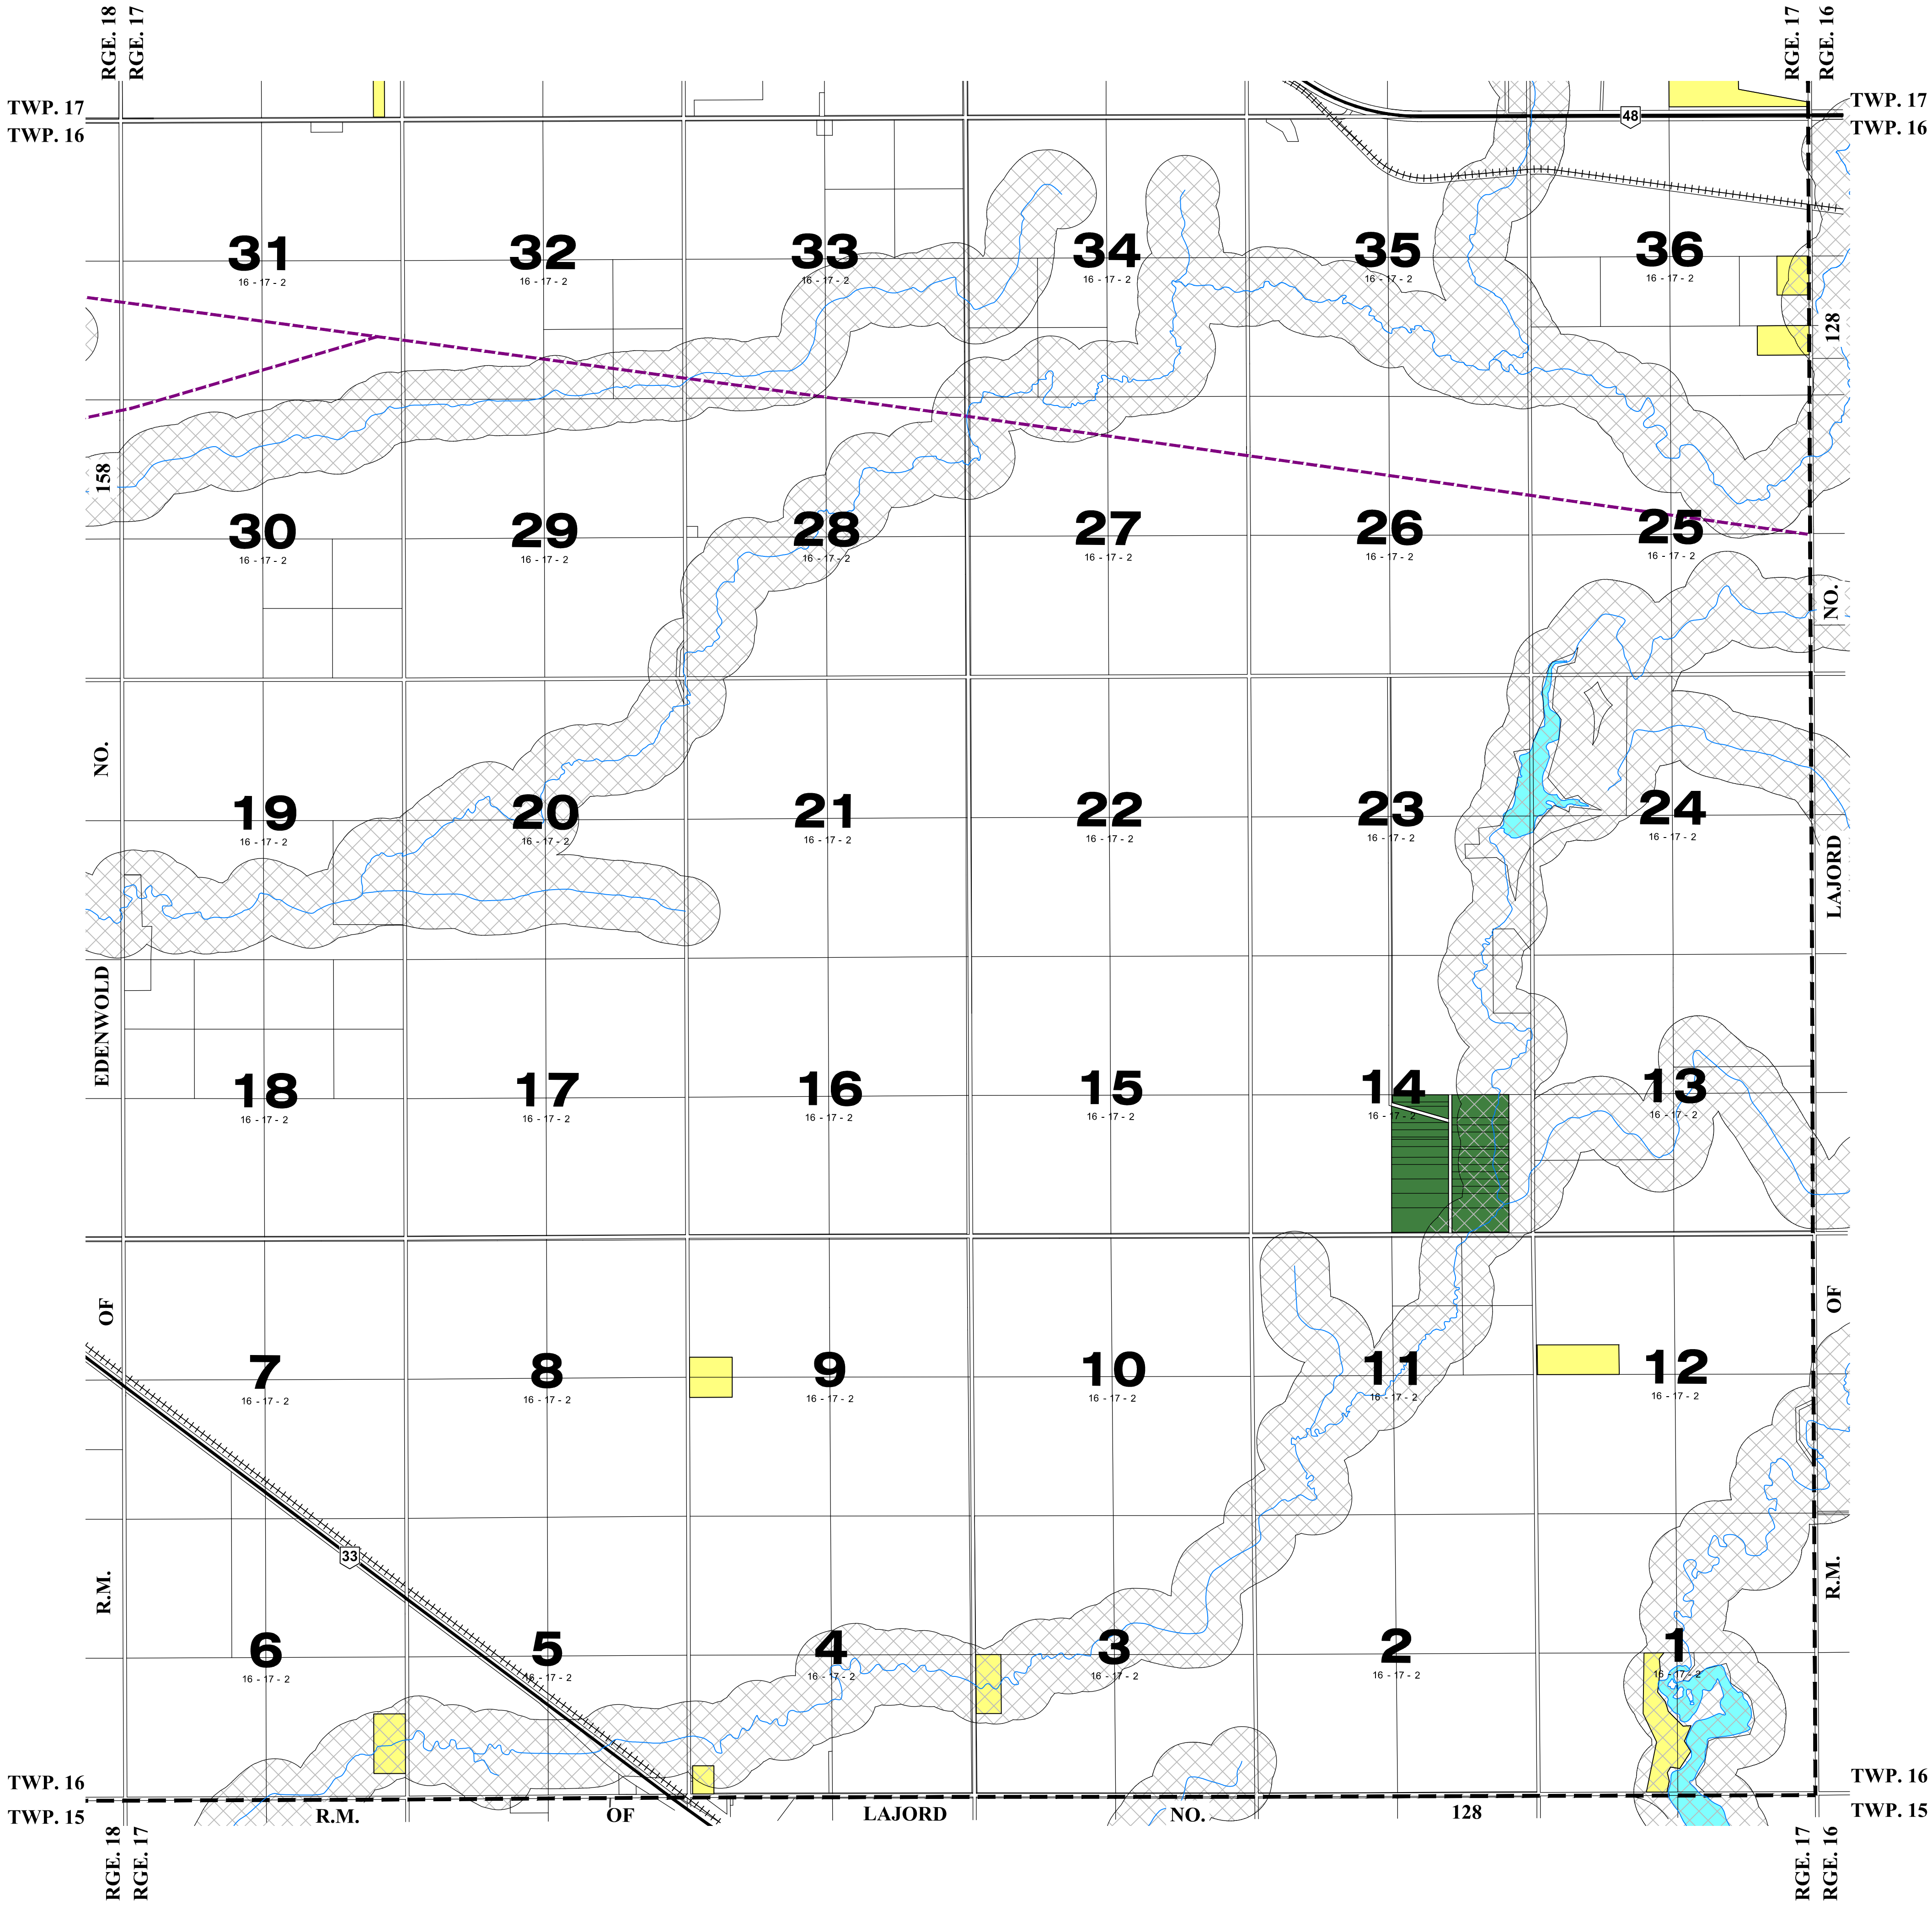 RGE. 18
RGE. 17
RGE. 17
RGE. 16
TWP. 17
TWP. 16
TWP. 17
TWP. 16
48
31
16 - 17 - 2
32
16 - 17 - 2
33
16 - 17 - 2
34
16 - 17 - 2
35
16 - 17 - 2
36
16 - 17 - 2
128
158
30
16 - 17 - 2
29
16 - 17 - 2
28
16 - 17 - 2
27
16 - 17 - 2
26
16 - 17 - 2
25
16 - 17 - 2
NO.
NO.
19
16 - 17 - 2
20
16 - 17 - 2
21
16 - 17 - 2
22
16 - 17 - 2
23
16 - 17 - 2
24
16 - 17 - 2
LAJORD
EDENWOLD
18
16 - 17 - 2
17
16 - 17 - 2
16
16 - 17 - 2
15
16 - 17 - 2
14
16 - 17 - 2
13
16 - 17 - 2
OF
OF
7
16 - 17 - 2
8
16 - 17 - 2
9
16 - 17 - 2
10
16 - 17 - 2
11
16 - 17 - 2
12
16 - 17 - 2
33
R.M.
R.M.
6
16 - 17 - 2
5
16 - 17 - 2
4
16 - 17 - 2
3
16 - 17 - 2
2
16 - 17 - 2
1
16 - 17 - 2
TWP. 16
TWP. 15
R.M. OF LAJORD NO. 128
TWP. 16
TWP. 15
RGE. 18
RGE. 17
RGE. 17
RGE. 16